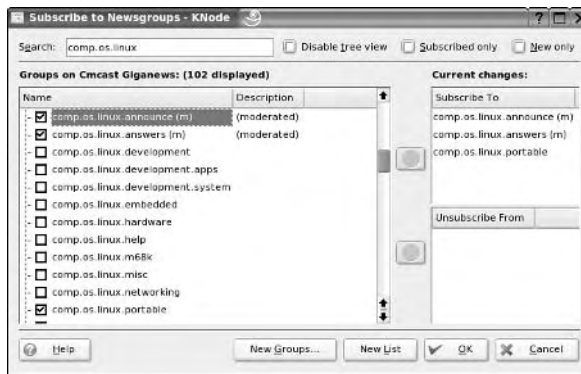 Subscribe to Newsgroups - KNode
Search: comp.os.linux Disable tree view Subscribed only New only
Groups on Cmcast Giganews: (102 displayed) Current changes:
Name Description Subscribe To
comp.os.linux.announce (m) (moderated) comp.os.linux.announce (m)
comp.os.linux.answers (m) (moderated) comp.os.linux.answers (m)
comp.os.linux.development comp.os.linux.portable
comp.os.linux.development.apps
comp.os.linux.development.system
comp.os.linux.embedded
comp.os.linux.hardware Unsubscribe From
comp.os.linux.help
comp.os.linux.m68k
comp.os.linux.misc
comp.os.linux.networking
comp.os.linux.portable
Help New Groups... New List OK Cancel